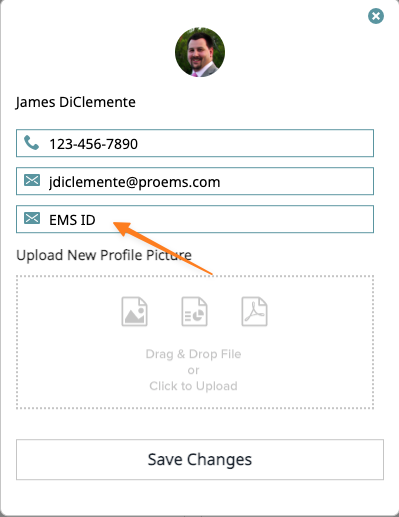 James DiClemente
123-456-7890
jdiclemente@proems.com
EMS ID
Upload New Profile Picture
Drag & Drop File
or
Click to Upload
Save Changes